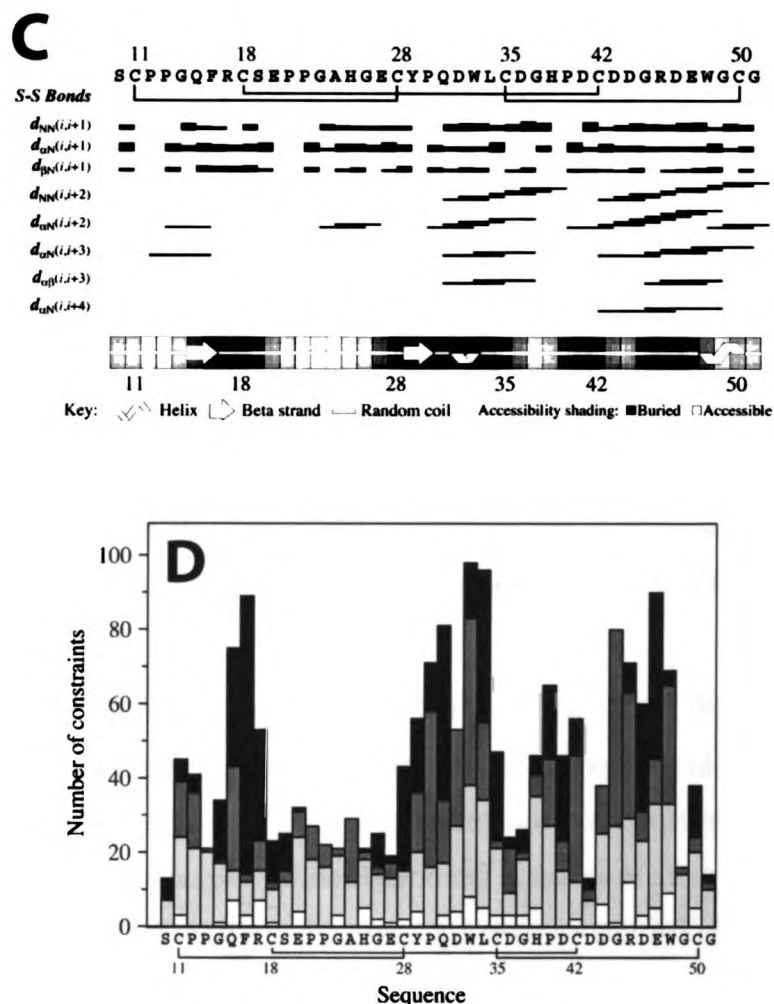 C
11 18 28 35 42 50
SCPPGQFRCSEPPGAHGECYPQDWLCDGHPDCDDGRDEWGCG
S-S Bonds
dNN(i,i+1)
dαN(i,i+1)
dβN(i,i+1)
dNN(i,i+2)
dαN(i,i+2)
dαN(i,i+3)
dαβ(i,i+3)
dαN(i,i+4)
11 18 28 35 42 50
Key: Helix Beta strand Random coil Accessibility shading: Buried Accessible
D
Number of constraints
100
80
60
40
20
0
SCPPGQFRCSEPPGAHGECYPQDWLCDGHPDCDDGRDEWGCG
11 18 28 35 42 50
Sequence